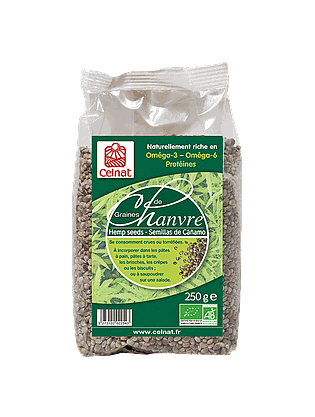 Naturellement riche en
Oméga-3 – Oméga-6
Protéines
celnat
Graines de
Chanvre
Hemp seeds - Semillas de Cáñamo
Se consomment crues ou torréfiées.
À incorporer dans les pâtes
à pain, pâtes à tarte,
les brioches, les crêpes
ou les biscuits ;
ou à saupoudrer
sur une salade.
250 g e
AB
www.celnat.fr